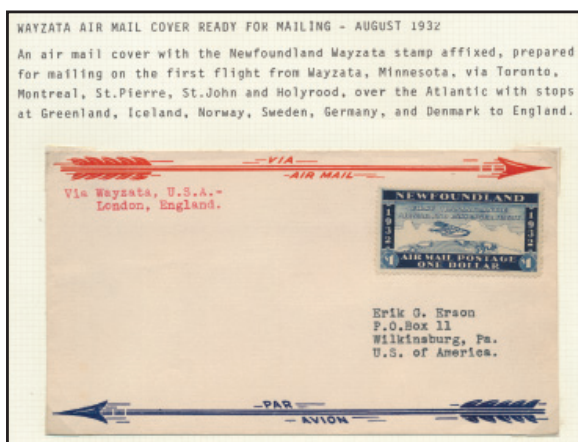 WAYZATA AIR MAIL COVER READY FOR MAILING - AUGUST 1932
An air mail cover with the Newfoundland Wayzata stamp affixed, prepared
for mailing on the first flight from Wayzata, Minnesota, via Toronto,
Montreal, St.Pierre, St.John and Holyrood, over the Atlantic with stops
at Greenland, Iceland, Norway, Sweden, Germany, and Denmark to England.
VIA
AIR MAIL
Via Wayzata, U.S.A.-
London, England.
NEWFOUNDLAND
1932
1932
$1
AIR MAIL POSTAGE
ONE DOLLAR
$1
Erik G. Erson
P.O.Box 11
Wilkinsburg, Pa.
U.S. of America.
PAR
AVION